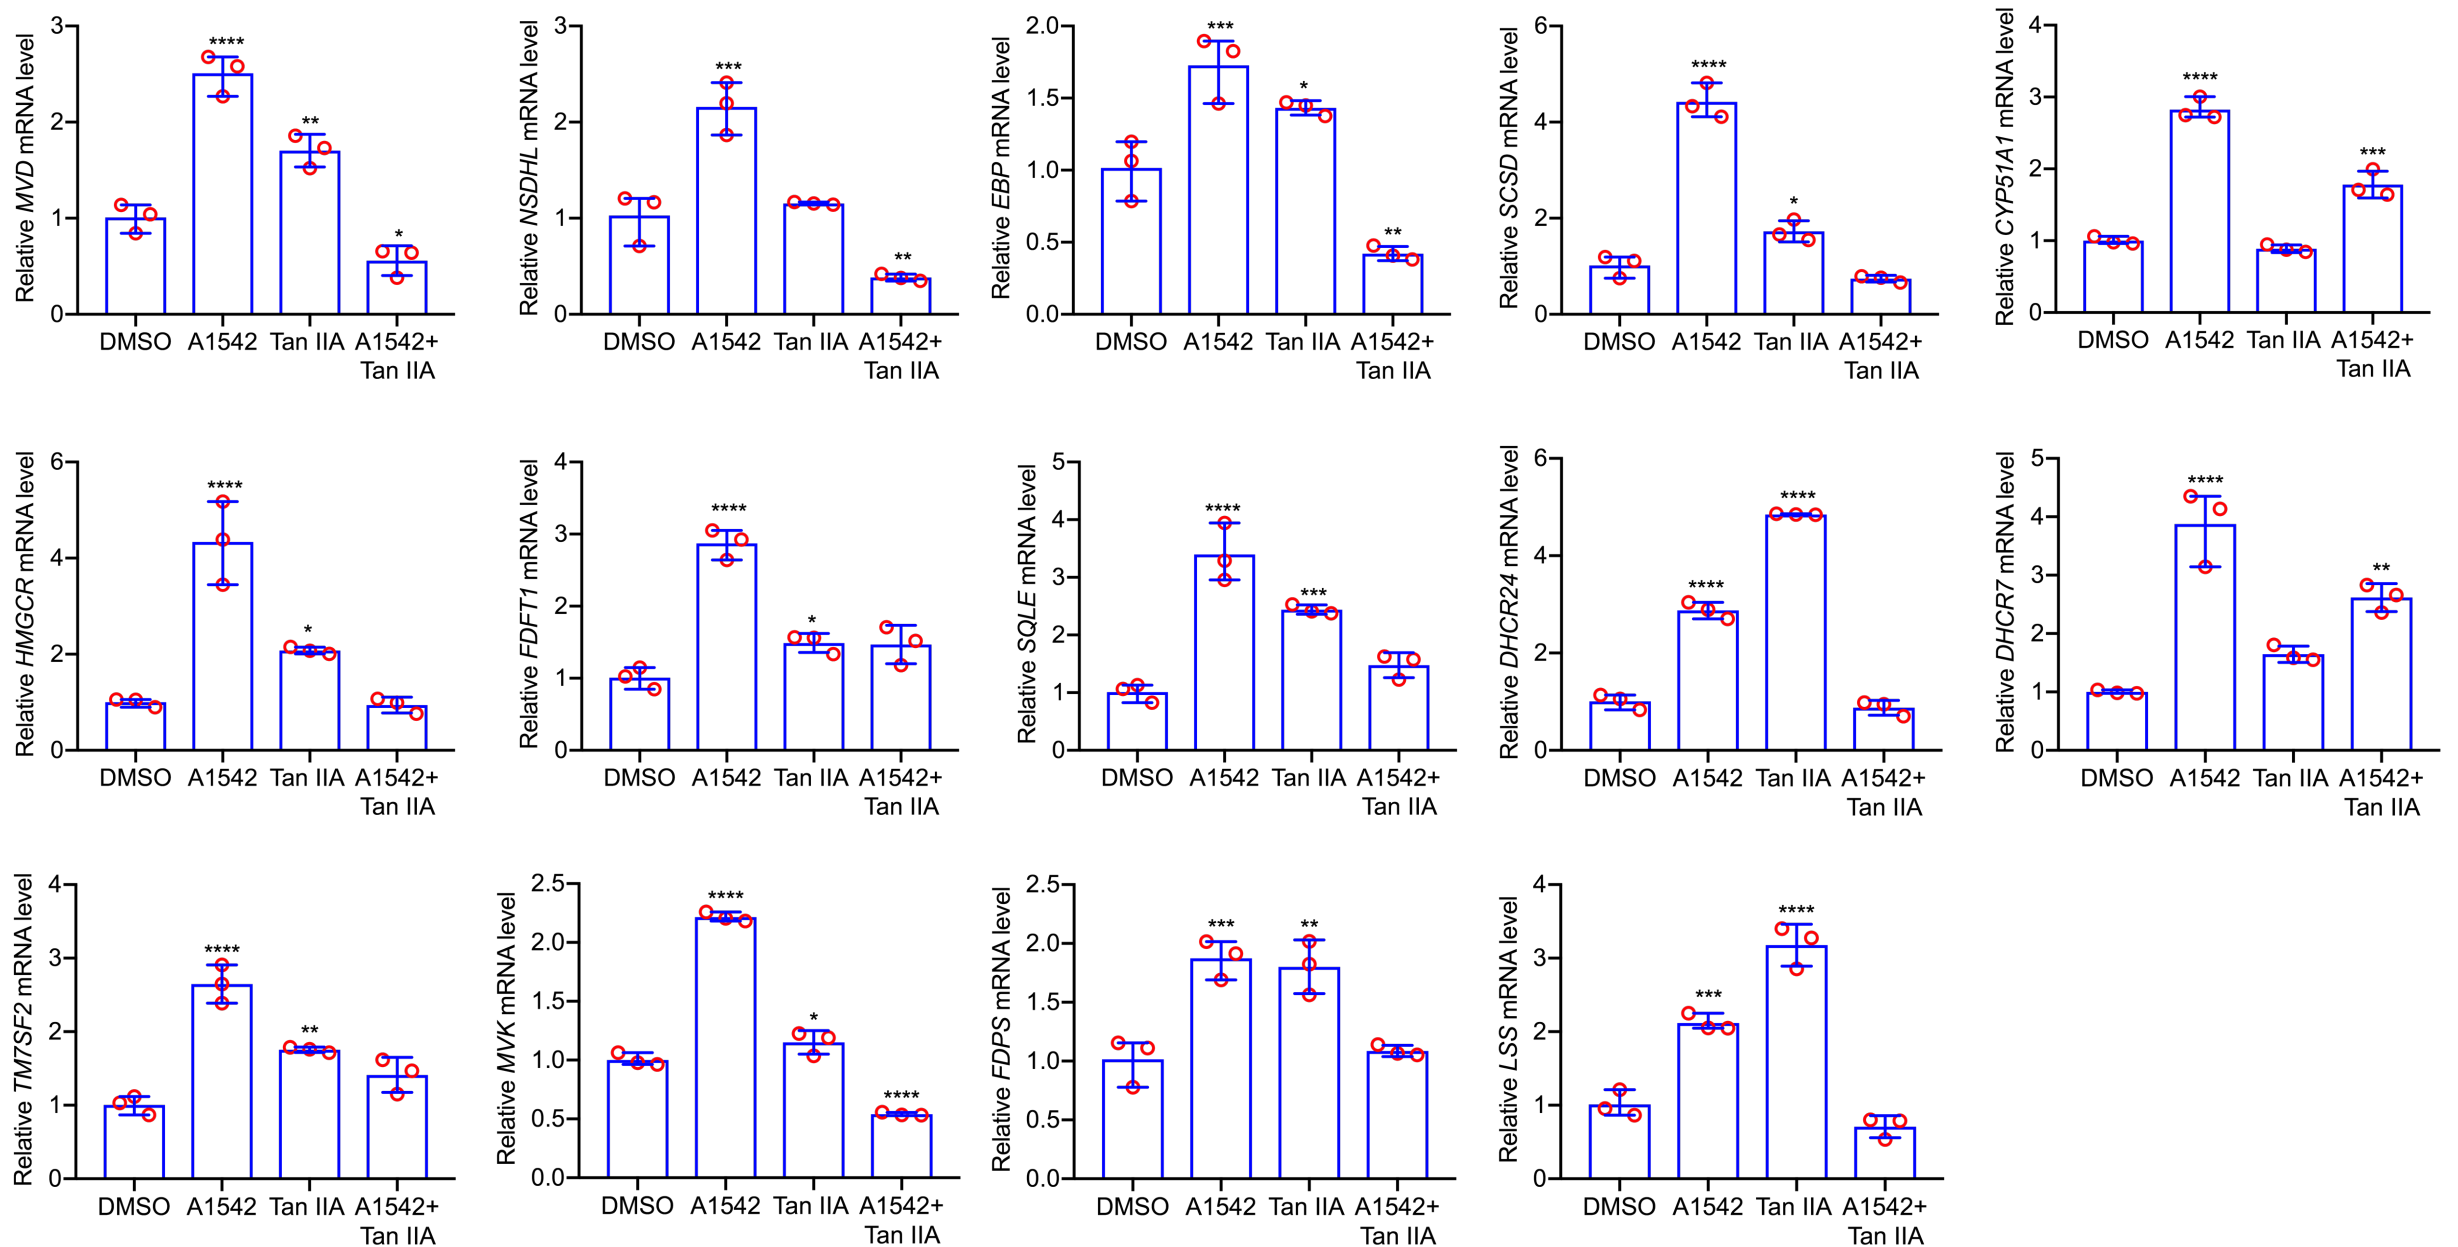 Relative MVD mRNA level
3
2
1
0
****
**
*
DMSO A1542 Tan IIA A1542+
Tan IIA
Relative NSDHL mRNA level
3
2
1
0
***
**
DMSO A1542 Tan IIA A1542+
Tan IIA
Relative EBP mRNA level
2.0
1.5
1.0
0.5
0.0
***
*
**
DMSO A1542 Tan IIA A1542+
Tan IIA
Relative SCSD mRNA level
6
4
2
0
****
*
DMSO A1542 Tan IIA A1542+
Tan IIA
Relative CYP51A1 mRNA level
4
3
2
1
0
****
***
DMSO A1542 Tan IIA A1542+
Tan IIA
Relative HMGCR mRNA level
6
4
2
0
****
*
DMSO A1542 Tan IIA A1542+
Tan IIA
Relative FDFT1 mRNA level
4
3
2
1
0
****
*
DMSO A1542 Tan IIA A1542+
Tan IIA
Relative SQLE mRNA level
5
4
3
2
1
0
****
***
DMSO A1542 Tan IIA A1542+
Tan IIA
Relative DHCR24 mRNA level
6
4
2
0
****
****
DMSO A1542 Tan IIA A1542+
Tan IIA
Relative DHCR7 mRNA level
5
4
3
2
1
0
****
**
DMSO A1542 Tan IIA A1542+
Tan IIA
Relative TM7SF2 mRNA level
4
3
2
1
0
****
**
DMSO A1542 Tan IIA A1542+
Tan IIA
Relative MVK mRNA level
2.5
2.0
1.5
1.0
0.5
0.0
****
*
****
DMSO A1542 Tan IIA A1542+
Tan IIA
Relative FDPS mRNA level
2.5
2.0
1.5
1.0
0.5
0.0
***
**
DMSO A1542 Tan IIA A1542+
Tan IIA
Relative LSS mRNA level
4
3
2
1
0
***
****
DMSO A1542 Tan IIA A1542+
Tan IIA